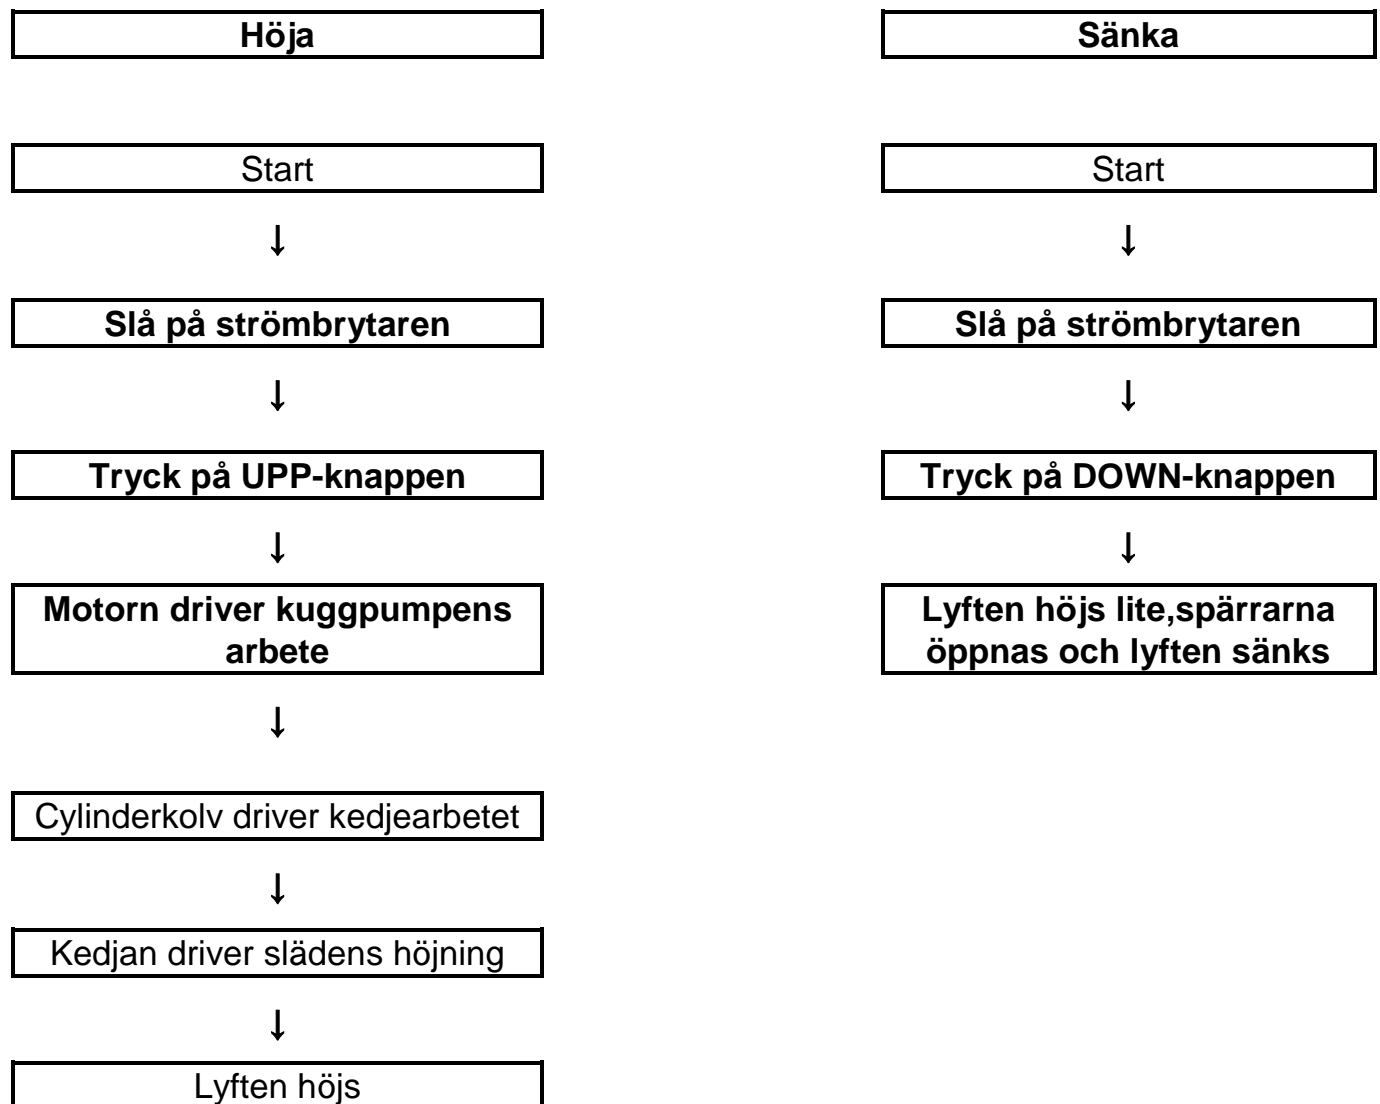 Höja
Start
↓
Slå på strömbrytaren
↓
Tryck på UPP-knappen
↓
Motorn driver kuggpumpens
arbete
↓
Cylinderkolv driver kedjearbetet
↓
Kedjan driver slädens höjning
↓
Lyften höjs
Sänka
Start
↓
Slå på strömbrytaren
↓
Tryck på DOWN-knappen
↓
Lyften höjs lite,spärrarna
öppnas och lyften sänks